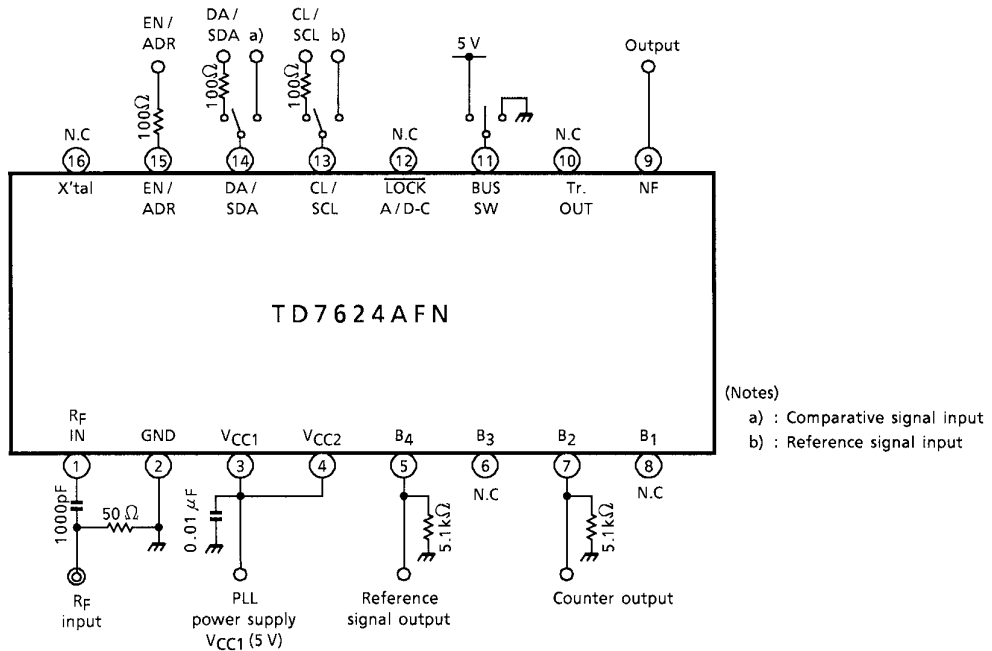 DA /
CL /
EN /
SDA a)
SCL b)
5 V
Output
ADR
100Ω
100Ω
100Ω
N.C
N.C
N.C
16
15
14
13
12
11
10
9
X'tal
EN /
DA /
CL /
LOCK
BUS
Tr.
NF
ADR
SDA
SCL
A / D-C
SW
OUT
TD7624AFN
(Notes)
a) : Comparative signal input
b) : Reference signal input
RF
IN
GND
VCC1
VCC2
B4
B3
B2
B1
1
2
3
4
5
6
7
8
N.C
N.C
1000pF
50 Ω
0.01 μF
5.1kΩ
5.1kΩ
RF
input
PLL
power supply
VCC1 (5 V)
Reference
signal output
Counter output